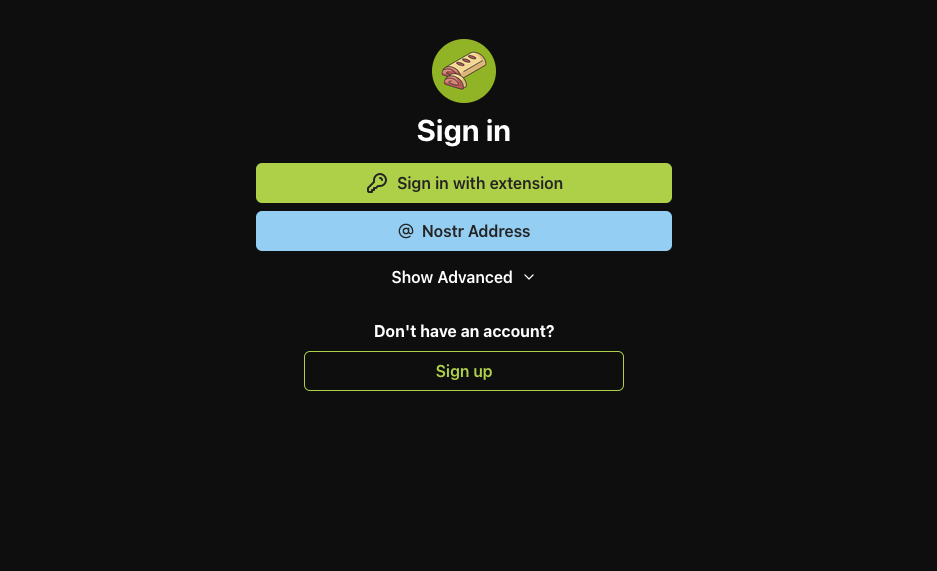 Sign in
Sign in with extension
@ Nostr Address
Show Advanced
Don't have an account?
Sign up